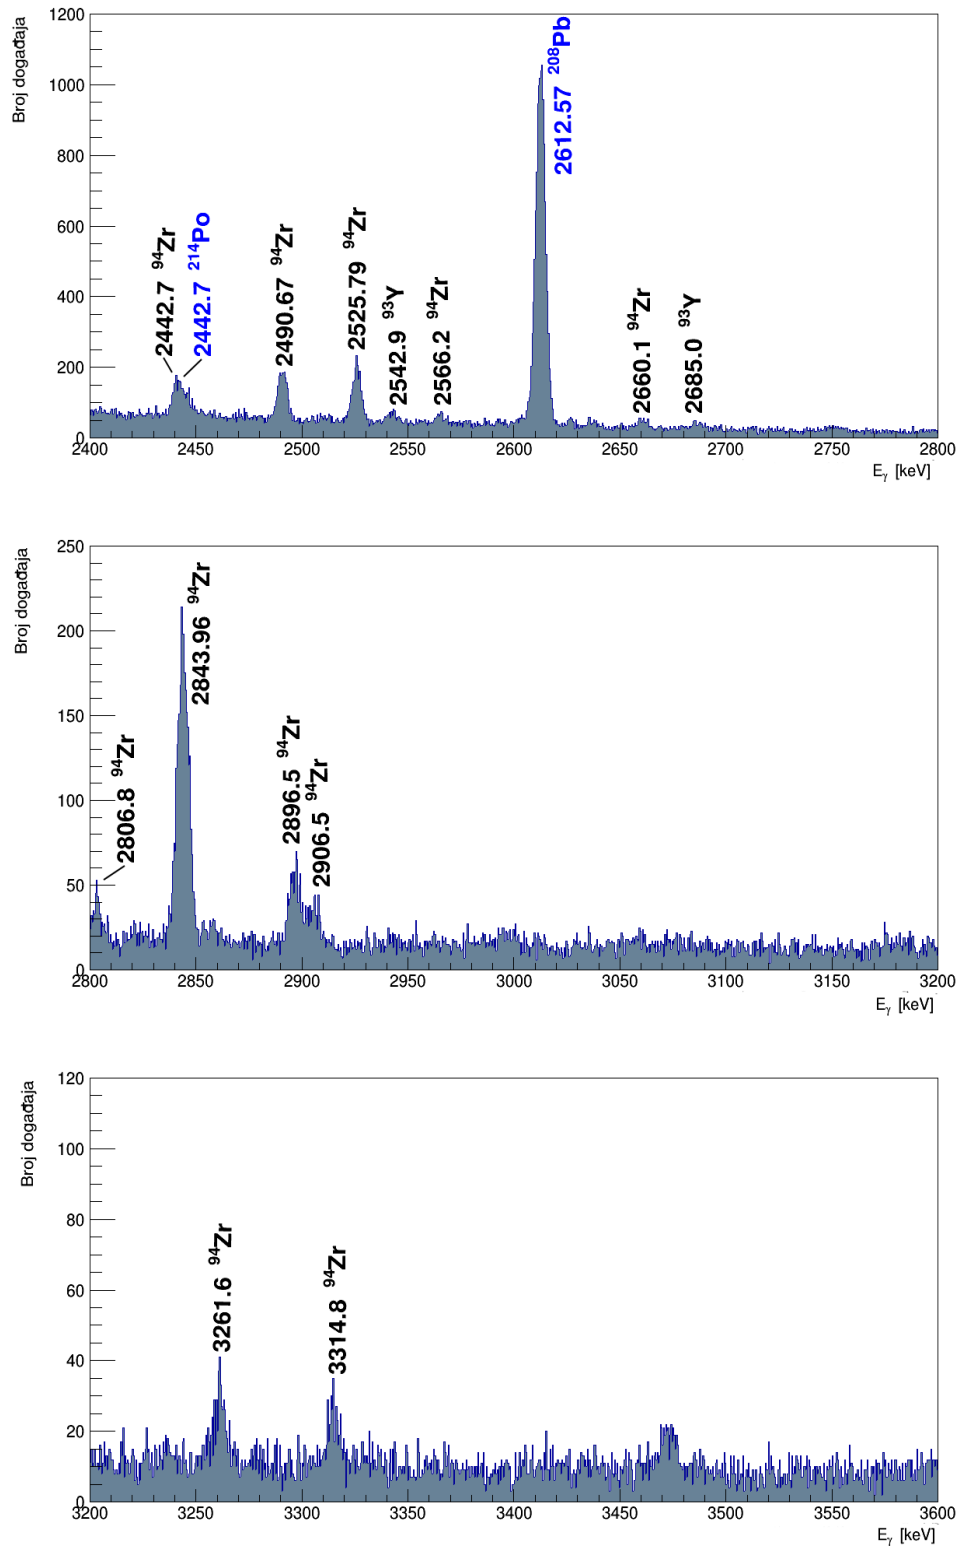 Broj događaja
1200
1000
800
600
400
200
0
2442.7 ⁹⁴Zr
2442.7 ²¹⁴Po
2490.67 ⁹⁴Zr
2525.79 ⁹⁴Zr
2542.9 ⁹³Y
2566.2 ⁹⁴Zr
2612.57 ²⁰⁸Pb
2660.1 ⁹⁴Zr
2685.0 ⁹³Y
2400 2450 2500 2550 2600 2650 2700 2750 2800
Eγ [keV]
Broj događaja
250
200
150
100
50
0
2806.8 ⁹⁴Zr
2843.96 ⁹⁴Zr
2896.5 ⁹⁴Zr
2906.5 ⁹⁴Zr
2800 2850 2900 2950 3000 3050 3100 3150 3200
Eγ [keV]
Broj događaja
120
100
80
60
40
20
0
3261.6 ⁹⁴Zr
3314.8 ⁹⁴Zr
3200 3250 3300 3350 3400 3450 3500 3550 3600
Eγ [keV]